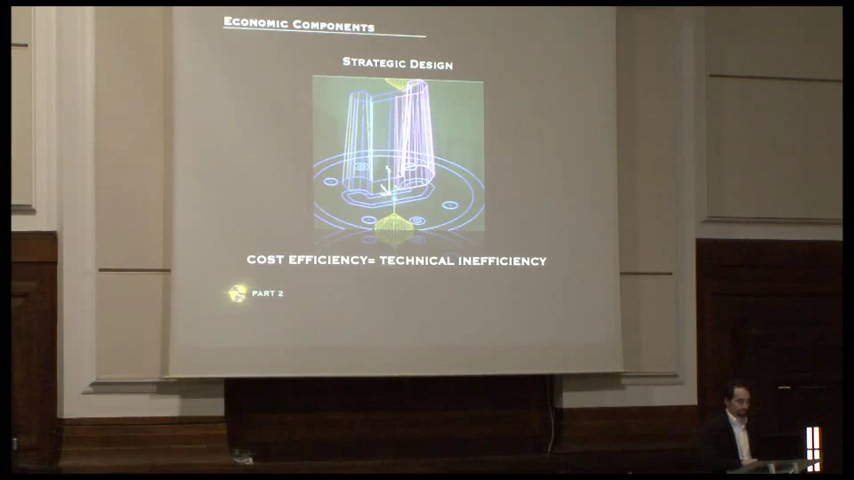 ECONOMIC COMPONENTS
STRATEGIC DESIGN
COST EFFICIENCY= TECHNICAL INEFFICIENCY
PART 2